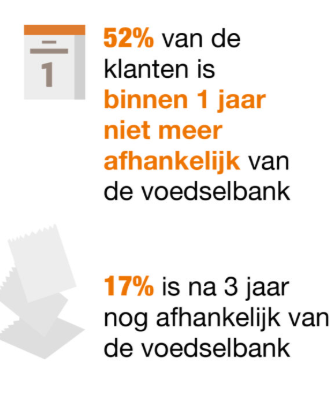 1
52% van de
klanten is
binnen 1 jaar
niet meer
afhankelijk van
de voedselbank
17% is na 3 jaar
nog afhankelijk van
de voedselbank